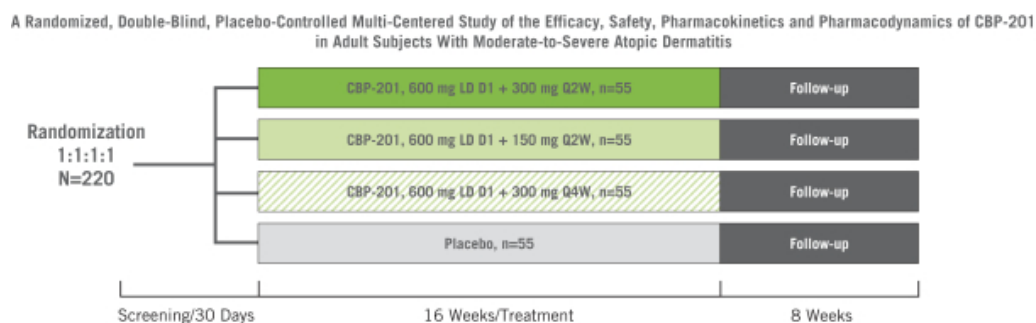 A Randomized, Double-Blind, Placebo-Controlled Multi-Centered Study of the Efficacy, Safety, Pharmacokinetics and Pharmacodynamics of CBP-201
in Adult Subjects With Moderate-to-Severe Atopic Dermatitis
Randomization
1:1:1:1
N=220
CBP-201, 600 mg LD D1 + 300 mg Q2W, n=55
Follow-up
CBP-201, 600 mg LD D1 + 150 mg Q2W, n=55
Follow-up
CBP-201, 600 mg LD D1 + 300 mg Q4W, n=55
Follow-up
Placebo, n=55
Follow-up
Screening/30 Days
16 Weeks/Treatment
8 Weeks